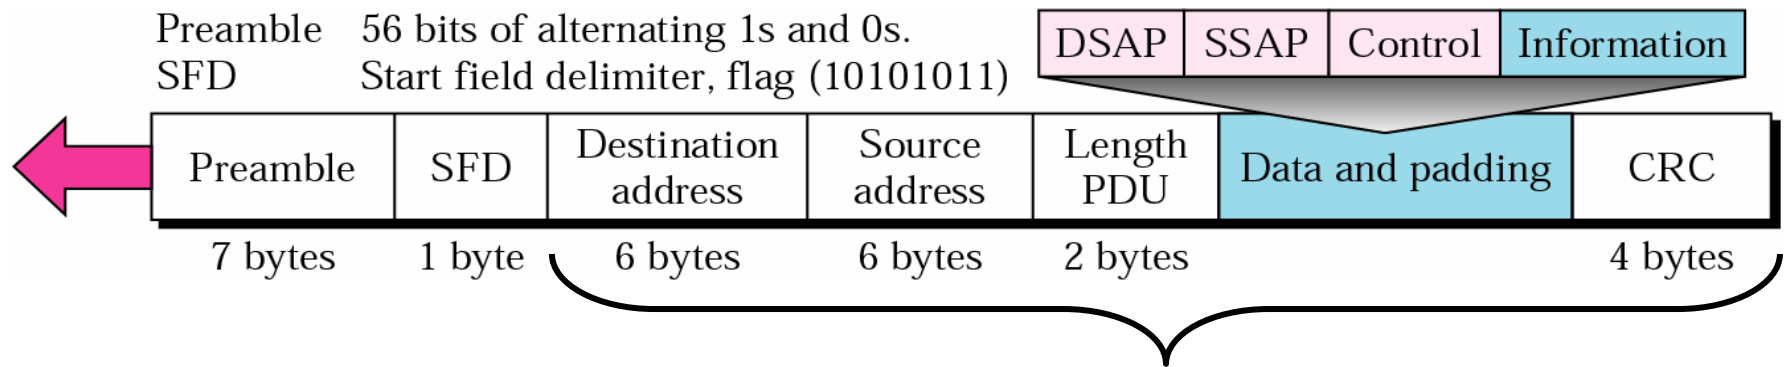 Preamble 56 bits of alternating 1s and 0s.
SFD Start field delimiter, flag (10101011)
DSAP SSAP Control Information
Preamble
SFD
Destination
address
Source
address
Length
PDU
Data and padding
CRC
7 bytes 1 byte 6 bytes 6 bytes 2 bytes 4 bytes